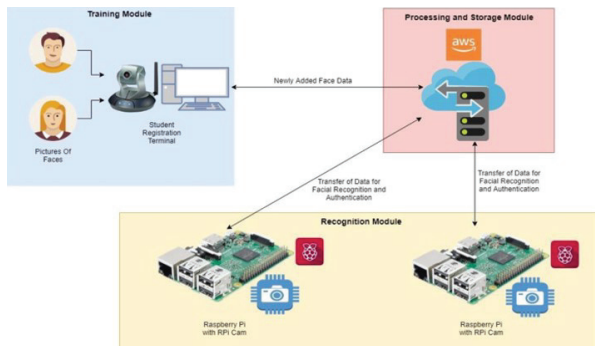 Training Module
Pictures Of
Faces
Student
Registration
Terminal
Newly Added Face Data
Processing and Storage Module
aws
Transfer of Data for
Facial Recognition and
Authentication
Transfer of Data for
Facial Recognition
and Authentication
Recognition Module
Raspberry Pi
with RPi Cam
Raspberry Pi
with RPi Cam